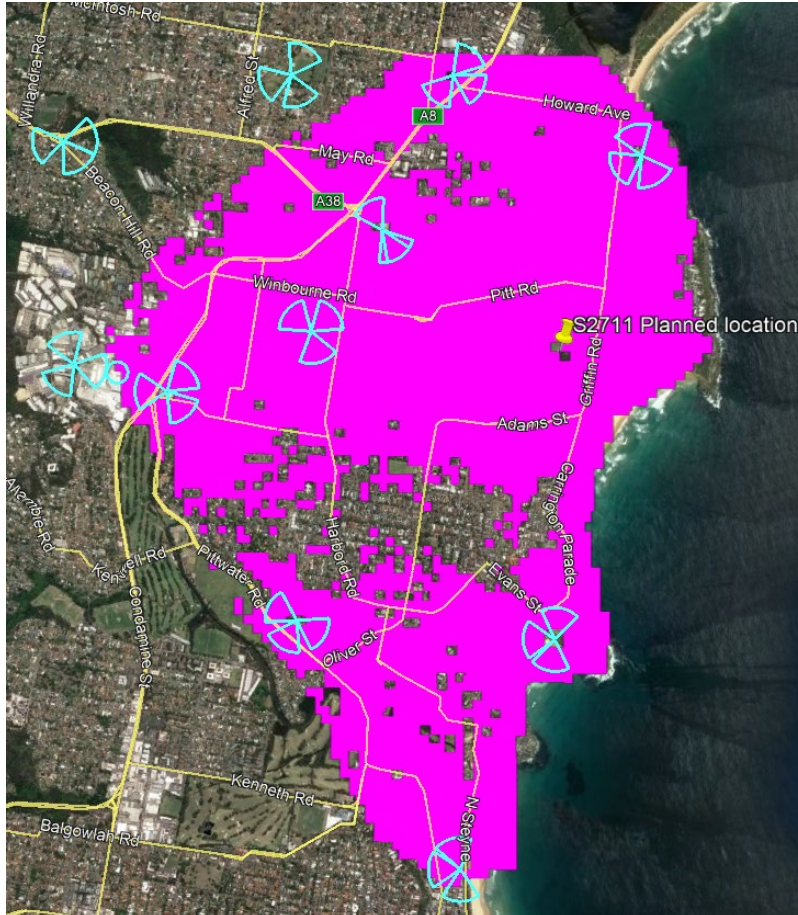 McIntosh Rd
Willandra Rd
Alfred St
Howard Ave
A8
May Rd
Beacon Hill Rd
A38
Winbourne Rd
Pitt Rd
S2711 Planned location
Griffin Rd
Adams St
Carrington Parade
Harbord Rd
Pittwater Rd
Evans St
Condamine St
Oliver St
Kenneth Rd
N Steyne
Balgowlah Rd